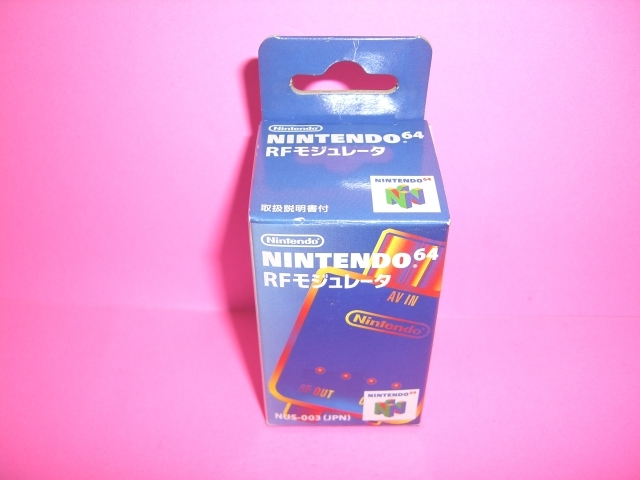 Nintendo
NINTENDO64
RFモジュレータ
取扱説明書付
NINTENDO64
Nintendo
NINTENDO64
RFモジュレータ
AV IN
Nintendo
RF OUT
NINTENDO64
NUS-003(JPN)